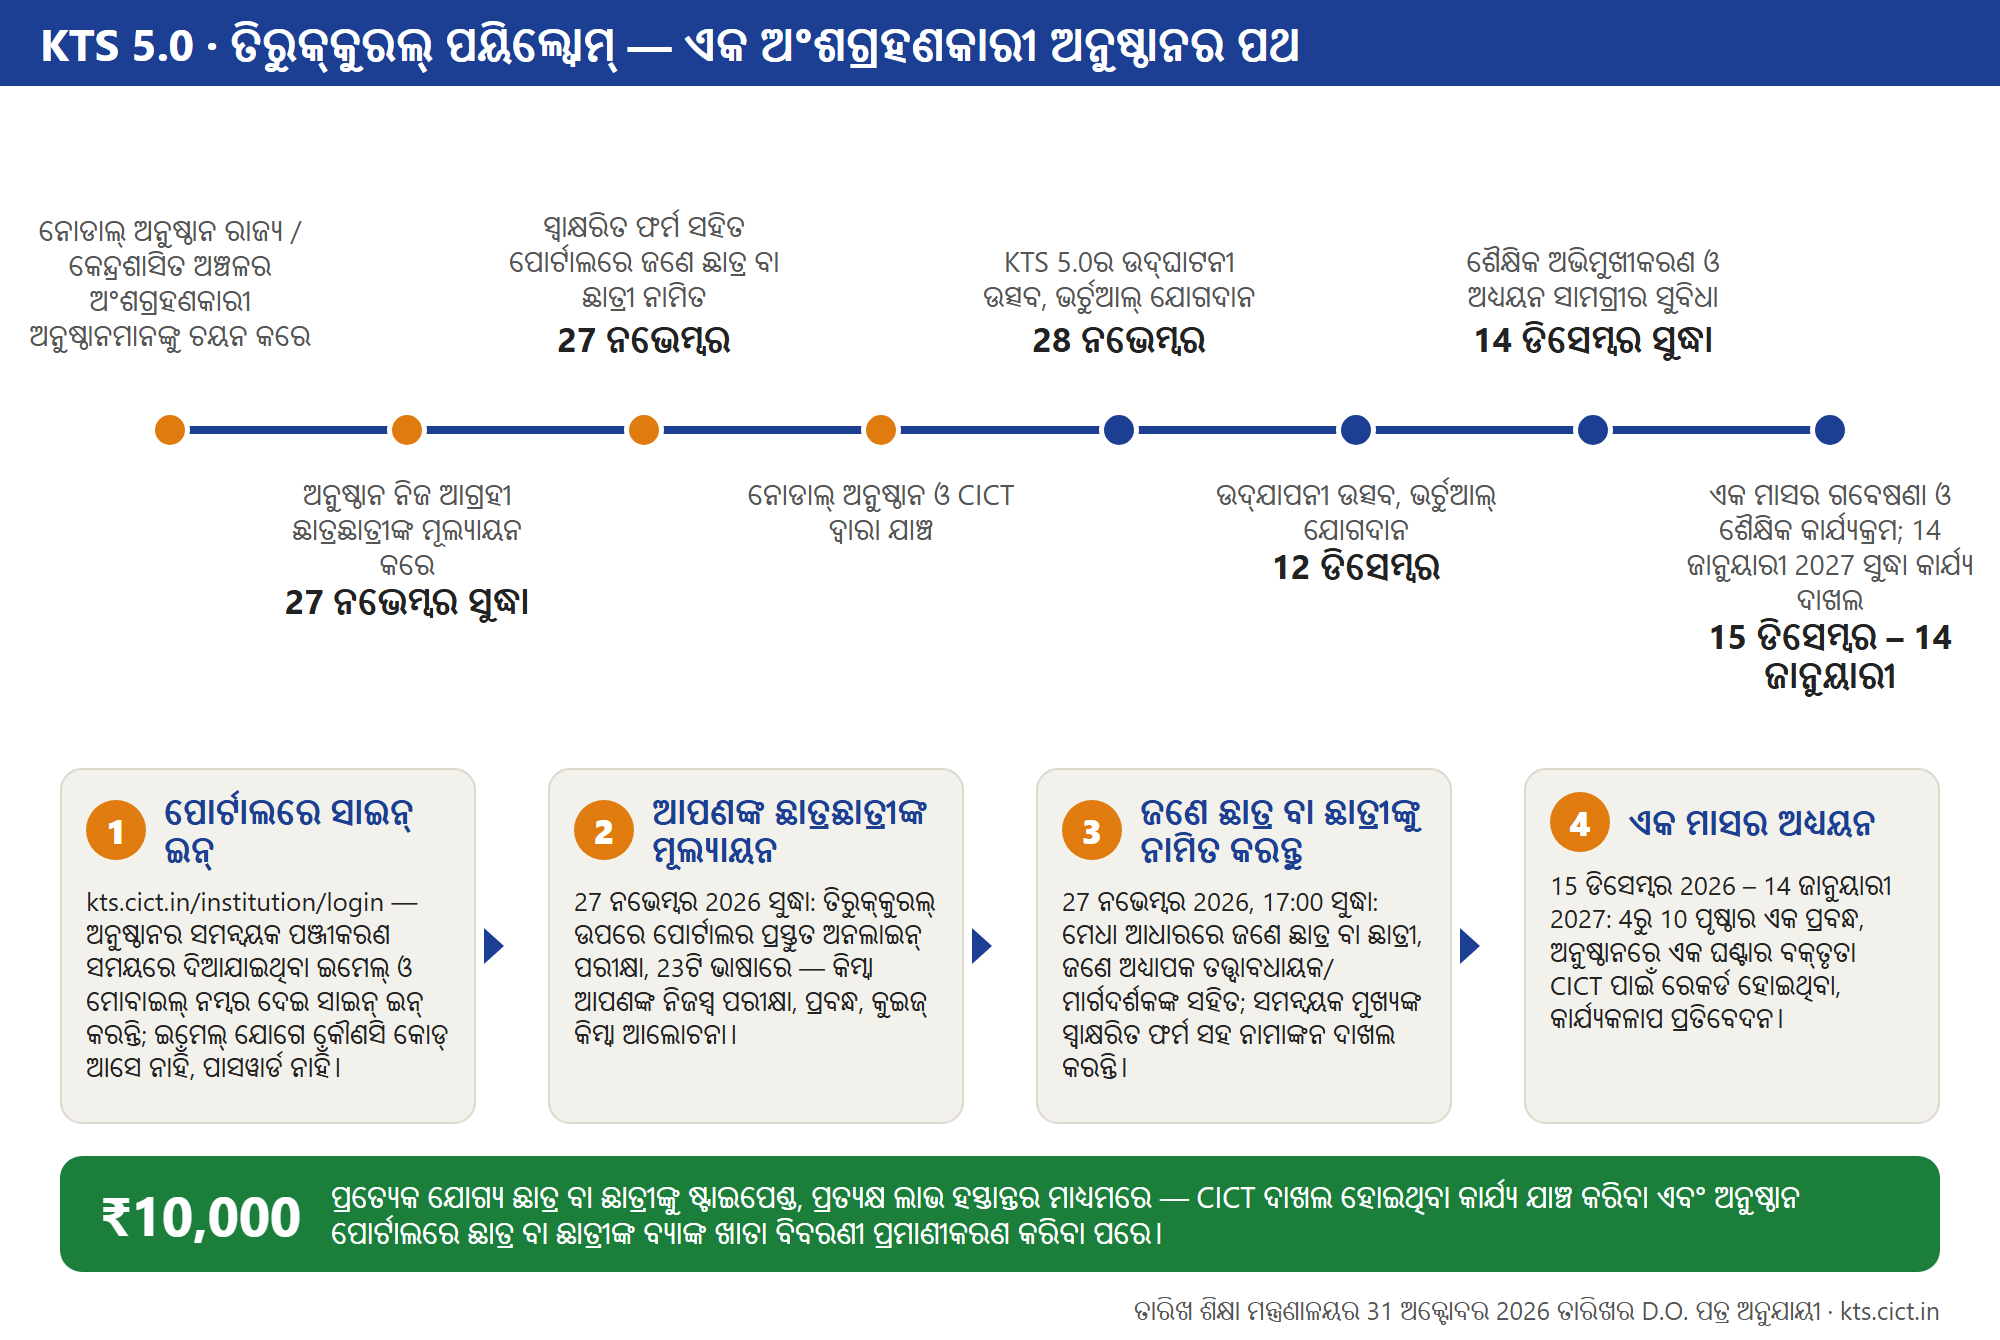 KTS 5.0 · ତିରୁକ୍କୁରଲ୍ ପୟିଲ୍ୱୋମ୍ — ଏକ ଅଂଶଗ୍ରହଣକାରୀ ଅନୁଷ୍ଠାନର ପଥ
ନୋଡାଲ୍ ଅନୁଷ୍ଠାନ ରାଜ୍ୟ /
କେନ୍ଦ୍ରଶାସିତ ଅଞ୍ଚଳର
ଅଂଶଗ୍ରହଣକାରୀ
ଅନୁଷ୍ଠାନମାନଙ୍କୁ ଚୟନ କରେ
ସ୍ୱାକ୍ଷରିତ ଫର୍ମ ସହିତ
ପୋର୍ଟାଲରେ ଜଣେ ଛାତ୍ର ବା
ଛାତ୍ରୀ ନାମିତ
27 ନଭେମ୍ବର
KTS 5.0ର ଉଦ୍‌ଘାଟନୀ
ଉତ୍ସବ, ଭର୍ଚୁଆଲ୍ ଯୋଗଦାନ
28 ନଭେମ୍ବର
ଶୈକ୍ଷିକ ଅଭିମୁଖୀକରଣ ଓ
ଅଧ୍ୟୟନ ସାମଗ୍ରୀର ସୁବିଧା
14 ଡିସେମ୍ବର ସୁଦ୍ଧା
ଅନୁଷ୍ଠାନ ନିଜ ଆଗ୍ରହୀ
ଛାତ୍ରଛାତ୍ରୀଙ୍କ ମୂଲ୍ୟାୟନ
କରେ
27 ନଭେମ୍ବର ସୁଦ୍ଧା
ନୋଡାଲ୍ ଅନୁଷ୍ଠାନ ଓ CICT
ଦ୍ୱାରା ଯାଞ୍ଚ
ଉଦ୍‌ଯାପନୀ ଉତ୍ସବ, ଭର୍ଚୁଆଲ୍
ଯୋଗଦାନ
12 ଡିସେମ୍ବର
ଏକ ମାସର ଗବେଷଣା ଓ
ଶୈକ୍ଷିକ କାର୍ଯ୍ୟକ୍ରମ; 14
ଜାନୁୟାରୀ 2027 ସୁଦ୍ଧା କାର୍ଯ୍ୟ
ଦାଖଲ
15 ଡିସେମ୍ବର – 14
ଜାନୁୟାରୀ
1 ପୋର୍ଟାଲରେ ସାଇନ୍
ଇନ୍
kts.cict.in/institution/login —
ଅନୁଷ୍ଠାନର ସମନ୍ୱୟକ ପଞ୍ଜୀକରଣ
ସମୟରେ ଦିଆଯାଇଥିବା ଇମେଲ୍ ଓ
ମୋବାଇଲ୍ ନମ୍ବର ଦେଇ ସାଇନ୍ ଇନ୍
କରନ୍ତି; ଇମେଲ୍ ଯୋଗେ କୌଣସି କୋଡ୍
ଆସେ ନାହିଁ, ପାସୱାର୍ଡ ନାହିଁ।
2 ଆପଣଙ୍କ ଛାତ୍ରଛାତ୍ରୀଙ୍କ
ମୂଲ୍ୟାୟନ
27 ନଭେମ୍ବର 2026 ସୁଦ୍ଧା: ତିରୁକ୍କୁରଲ୍
ଉପରେ ପୋର୍ଟାଲର ପ୍ରସ୍ତୁତ ଅନଲାଇନ୍
ପରୀକ୍ଷା, 23ଟି ଭାଷାରେ — କିମ୍ବା
ଆପଣଙ୍କ ନିଜସ୍ୱ ପରୀକ୍ଷା, ପ୍ରବନ୍ଧ, କୁଇଜ୍
କିମ୍ବା ଆଲୋଚନା।
3 ଜଣେ ଛାତ୍ର ବା ଛାତ୍ରୀଙ୍କୁ
ନାମିତ କରନ୍ତୁ
27 ନଭେମ୍ବର 2026, 17:00 ସୁଦ୍ଧା:
ମେଧା ଆଧାରରେ ଜଣେ ଛାତ୍ର ବା ଛାତ୍ରୀ,
ଜଣେ ଅଧ୍ୟାପକ ତତ୍ତ୍ୱାବଧାୟକ/
ମାର୍ଗଦର୍ଶକଙ୍କ ସହିତ; ସମନ୍ୱୟକ ମୁଖ୍ୟଙ୍କ
ସ୍ୱାକ୍ଷରିତ ଫର୍ମ ସହ ନାମାଙ୍କନ ଦାଖଲ
କରନ୍ତି।
4 ଏକ ମାସର ଅଧ୍ୟୟନ
15 ଡିସେମ୍ବର 2026 – 14 ଜାନୁୟାରୀ
2027: 4ରୁ 10 ପୃଷ୍ଠାର ଏକ ପ୍ରବନ୍ଧ,
ଅନୁଷ୍ଠାନରେ ଏକ ଘଣ୍ଟାର ବକ୍ତୃତା
CICT ପାଇଁ ରେକର୍ଡ ହୋଇଥିବା,
କାର୍ଯ୍ୟକଳାପ ପ୍ରତିବେଦନ।
₹10,000
ପ୍ରତ୍ୟେକ ଯୋଗ୍ୟ ଛାତ୍ର ବା ଛାତ୍ରୀଙ୍କୁ ଷ୍ଟାଇପେଣ୍ଡ, ପ୍ରତ୍ୟକ୍ଷ ଲାଭ ହସ୍ତାନ୍ତର ମାଧ୍ୟମରେ — CICT ଦାଖଲ ହୋଇଥିବା କାର୍ଯ୍ୟ ଯାଞ୍ଚ କରିବା ଏବଂ ଅନୁଷ୍ଠାନ
ପୋର୍ଟାଲରେ ଛାତ୍ର ବା ଛାତ୍ରୀଙ୍କ ବ୍ୟାଙ୍କ ଖାତା ବିବରଣୀ ପ୍ରମାଣୀକରଣ କରିବା ପରେ।
ତାରିଖ ଶିକ୍ଷା ମନ୍ତ୍ରଣାଳୟର 31 ଅକ୍ଟୋବର 2026 ତାରିଖର D.O. ପତ୍ର ଅନୁଯାୟୀ · kts.cict.in